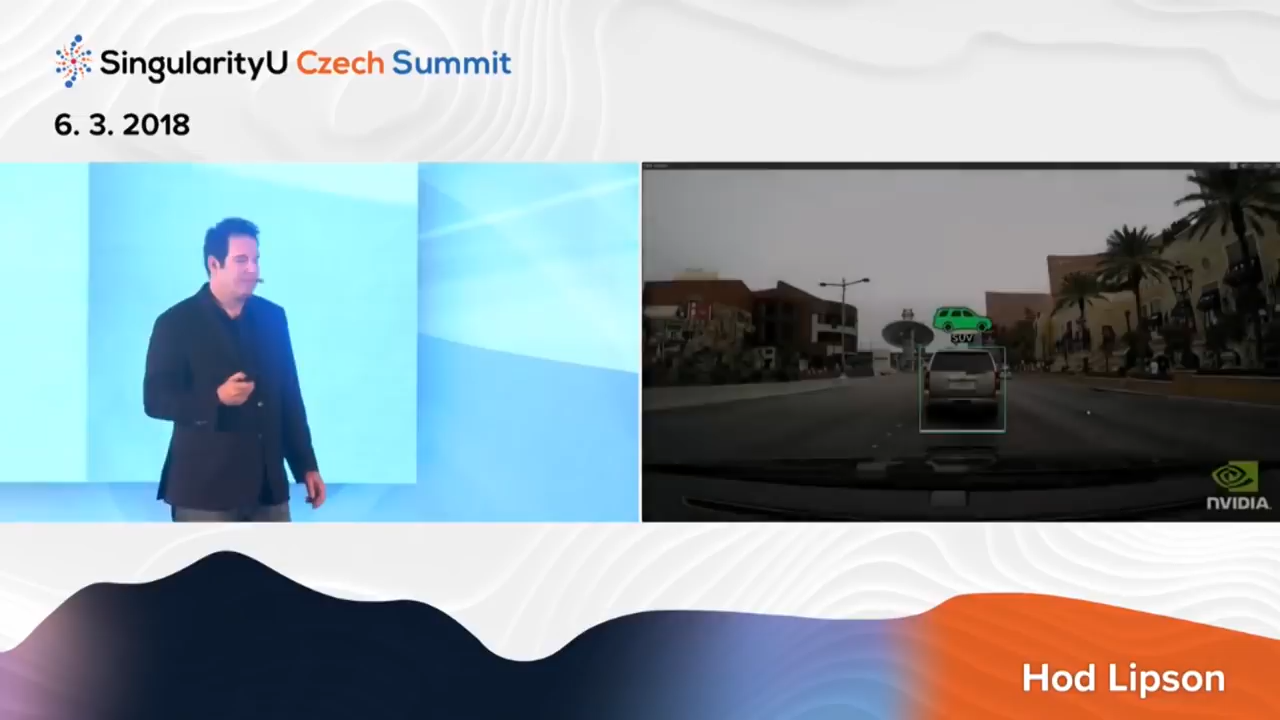 SingularityU Czech Summit
6. 3. 2018
SUV
NVIDIA.
Hod Lipson